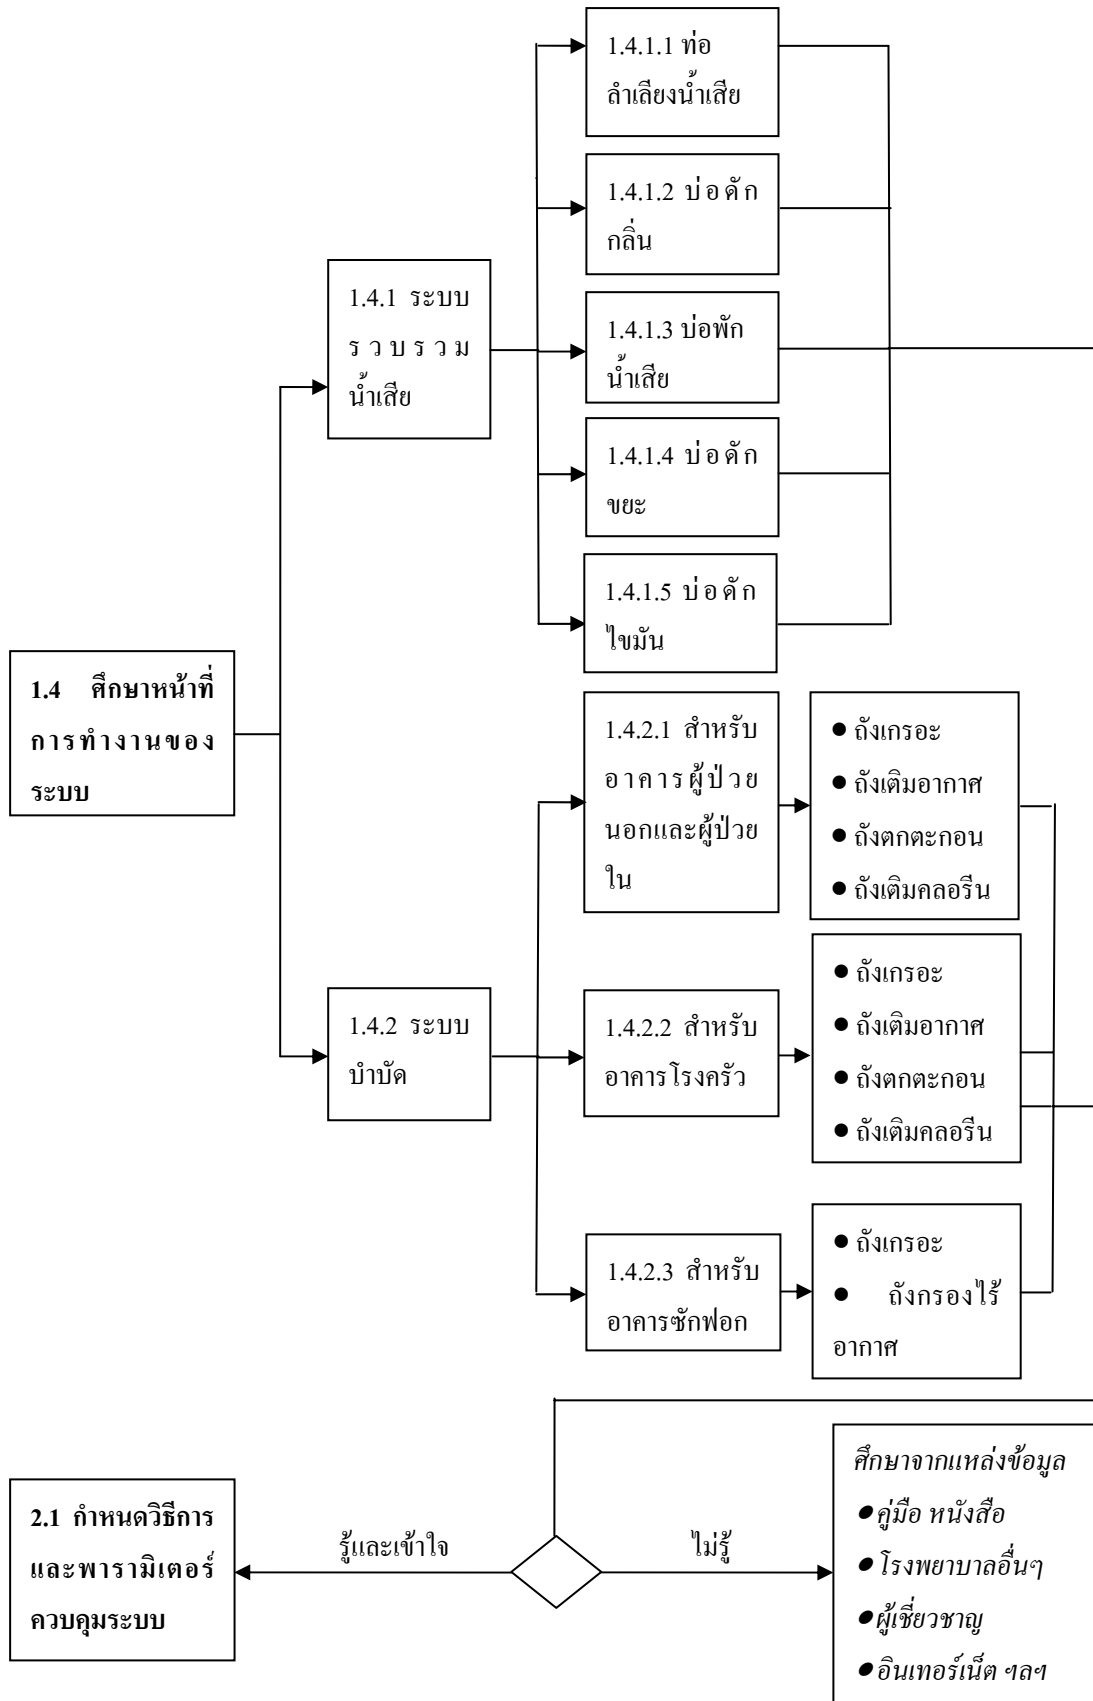 1.4.1.1 ท่อ
ลำเลียงน้ำเสีย
1.4.1.2 บ่อดัก
กลิ่น
1.4.1 ระบบ
รวบรวม
น้ำเสีย
1.4.1.3 บ่อพัก
น้ำเสีย
1.4.1.4 บ่อดัก
ขยะ
1.4.1.5 บ่อดัก
ไขมัน
1.4 ศึกษาหน้าที่
การทำงานของ
ระบบ
1.4.2.1 สำหรับ
อาคารผู้ป่วย
นอกและผู้ป่วย
ใน
● ถังเกรอะ
● ถังเติมอากาศ
● ถังตกตะกอน
● ถังเติมคลอรีน
1.4.2 ระบบ
บำบัด
1.4.2.2 สำหรับ
อาคารโรงครัว
● ถังเกรอะ
● ถังเติมอากาศ
● ถังตกตะกอน
● ถังเติมคลอรีน
1.4.2.3 สำหรับ
อาคารซักฟอก
● ถังเกรอะ
● ถังกรองไร้
อากาศ
2.1 กำหนดวิธีการ
และพารามิเตอร์
ควบคุมระบบ
รู้และเข้าใจ
ไม่รู้
ศึกษาจากแหล่งข้อมูล
● คู่มือ หนังสือ
● โรงพยาบาลอื่นๆ
● ผู้เชี่ยวชาญ
● อินเทอร์เน็ต ฯลฯ